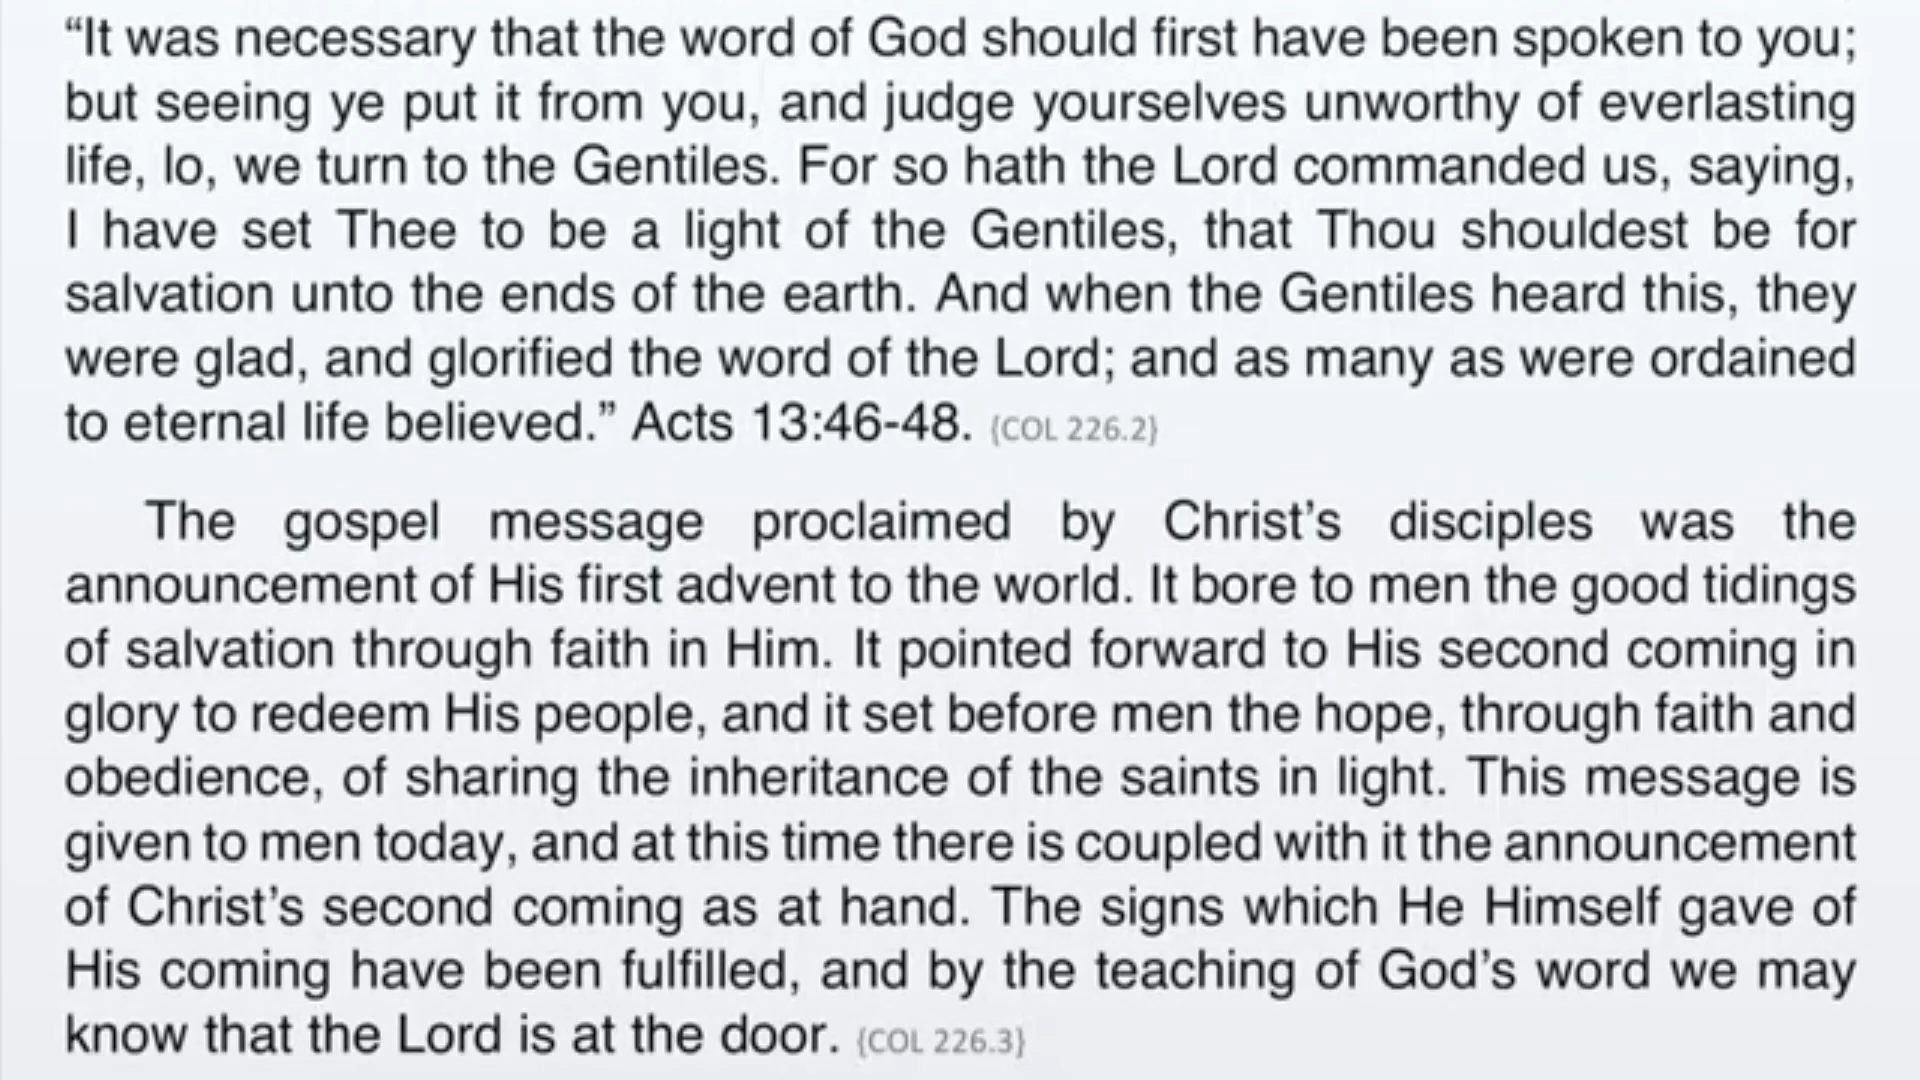 “It was necessary that the word of God should first have been spoken to you;
but seeing ye put it from you, and judge yourselves unworthy of everlasting
life, lo, we turn to the Gentiles. For so hath the Lord commanded us, saying,
I have set Thee to be a light of the Gentiles, that Thou shouldest be for
salvation unto the ends of the earth. And when the Gentiles heard this, they
were glad, and glorified the word of the Lord; and as many as were ordained
to eternal life believed.” Acts 13:46-48. {COL 226.2}
The gospel message proclaimed by Christ’s disciples was the
announcement of His first advent to the world. It bore to men the good tidings
of salvation through faith in Him. It pointed forward to His second coming in
glory to redeem His people, and it set before men the hope, through faith and
obedience, of sharing the inheritance of the saints in light. This message is
given to men today, and at this time there is coupled with it the announcement
of Christ’s second coming as at hand. The signs which He Himself gave of
His coming have been fulfilled, and by the teaching of God’s word we may
know that the Lord is at the door. {COL 226.3}